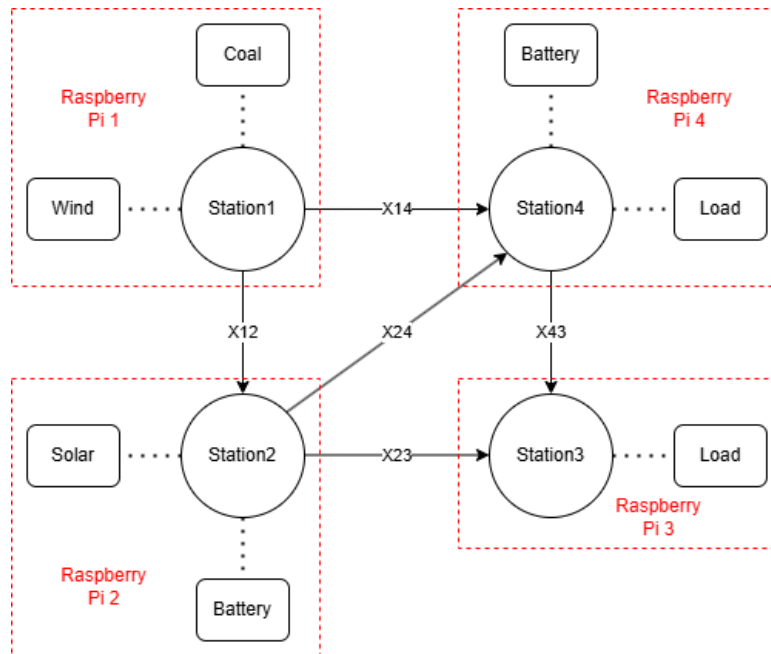 Coal
Battery
Raspberry
Pi 1
Raspberry
Pi 4
Wind
Station1
X14
Station4
Load
X12
X24
X43
Solar
Station2
X23
Station3
Load
Raspberry
Pi 3
Raspberry
Pi 2
Battery